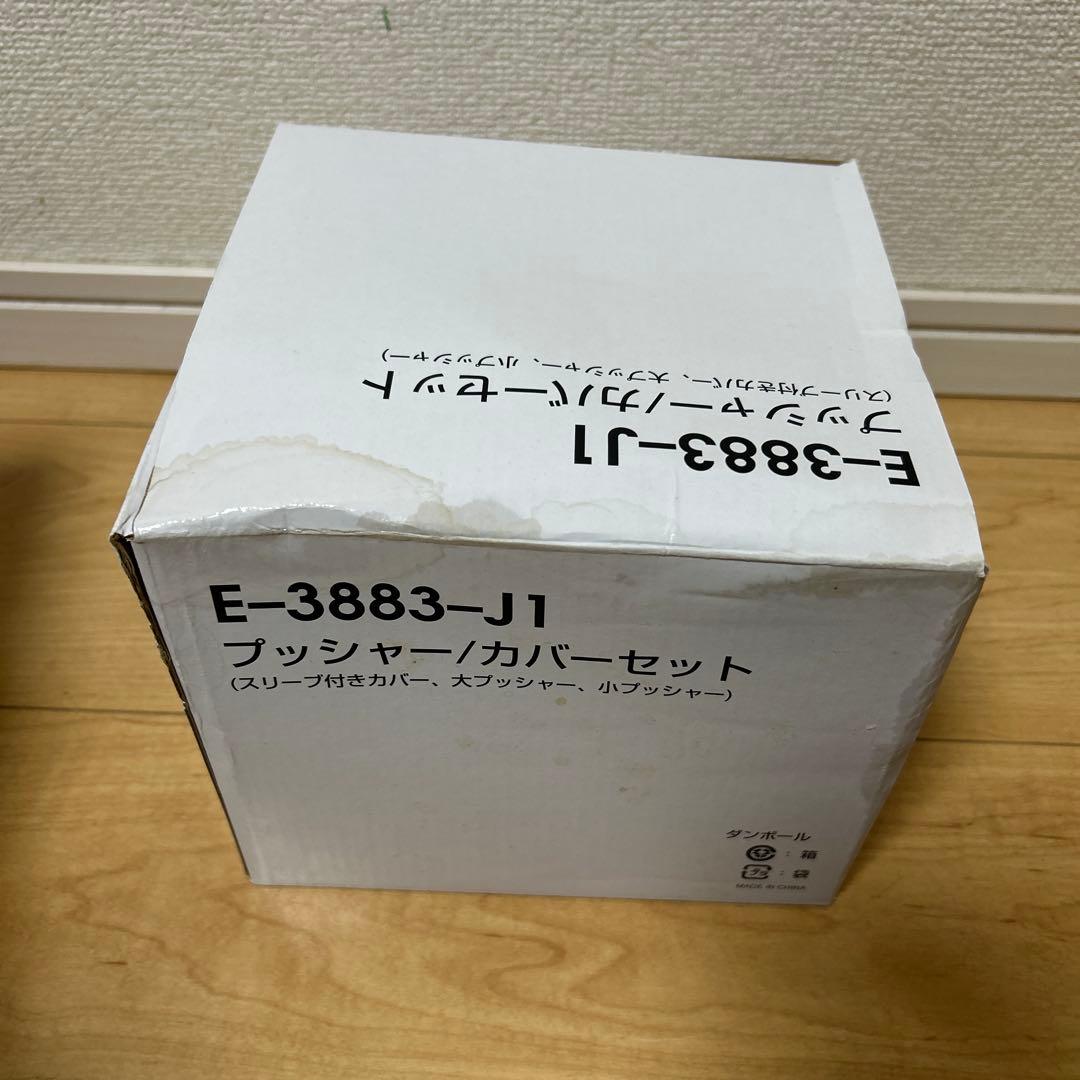 E–3883–J1
プッシャー/カバーセット
(スリーブ付きカバー、大プッシャー、小プッシャー)
E–3883–J1
プッシャー/カバーセット
(スリーブ付きカバー、大プッシャー、小プッシャー)
ダンボール
：箱
プラ：袋
MADE IN CHINA